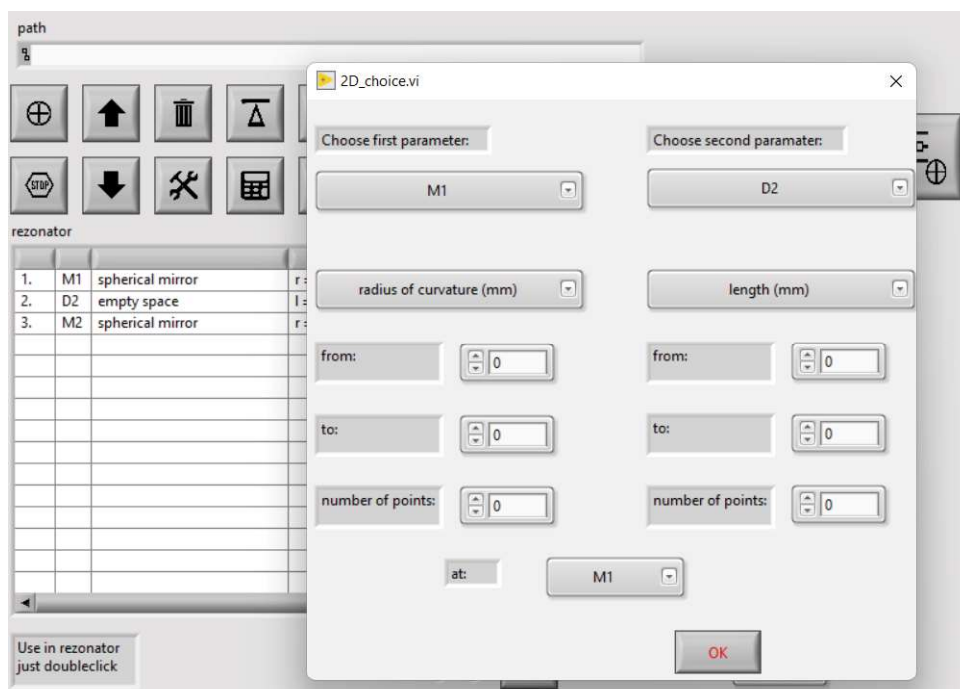 path
2D_choice.vi
Choose first parameter:
Choose second paramater:
STOP
M1
D2
rezonator
1. M1 spherical mirror r =
2. D2 empty space l =
3. M2 spherical mirror r =
radius of curvature (mm)
length (mm)
from: 0
from: 0
to: 0
to: 0
number of points: 0
number of points: 0
at: M1
Use in rezonator
just doubleclick
OK